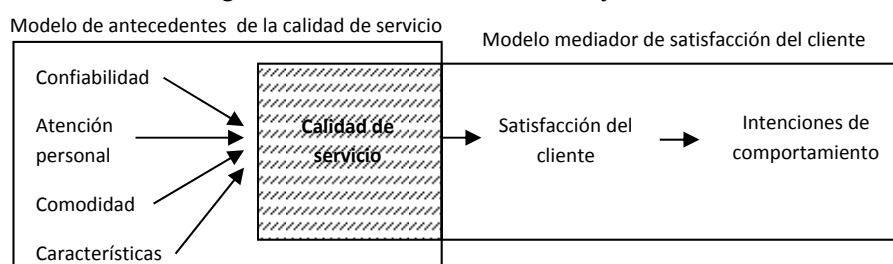 Modelo de antecedentes de la calidad de servicio
Modelo mediador de satisfacción del cliente
Confiabilidad
Atención
personal
Comodidad
Características
Calidad de
servicio
Satisfacción del
cliente
Intenciones de
comportamiento